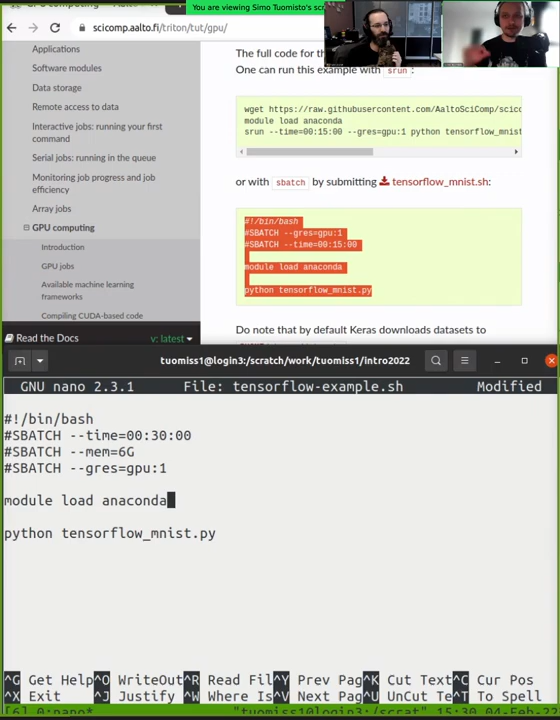 GPU computing
You are viewing Simo Tuomisto's scr
scicomp.aalto.fi/triton/tut/gpu/
Applications
Software modules
Data storage
Remote access to data
Interactive jobs: running your first
command
Serial jobs: running in the queue
Monitoring job progress and job
efficiency
Array jobs
GPU computing
Introduction
GPU jobs
Available machine learning
frameworks
Compiling CUDA-based code
Read the Docs
v: latest
The full code for th
One can run this example with srun :
wget https://raw.githubusercontent.com/AaltoSciComp/scico
module load anaconda
srun --time=00:15:00 --gres=gpu:1 python tensorflow_mnist
or with sbatch by submitting tensorflow_mnist.sh:
#!/bin/bash
#SBATCH --gres=gpu:1
#SBATCH --time=00:15:00
module load anaconda
python tensorflow_mnist.py
Do note that by default Keras downloads datasets to
tuomiss1@login3:/scratch/work/tuomiss1/intro2022
GNU nano 2.3.1 File: tensorflow-example.sh Modified
#!/bin/bash
#SBATCH --time=00:30:00
#SBATCH --mem=6G
#SBATCH --gres=gpu:1
module load anaconda
python tensorflow_mnist.py
^G Get Help ^O WriteOut ^R Read Fil ^Y Prev Pag ^K Cut Text ^C Cur Pos
^X Exit ^J Justify ^W Where Is ^V Next Pag ^U UnCut Te ^T To Spell
[6] 0:nano* "tuomiss1@login3:/scrat" 15:30 04-Feb-22